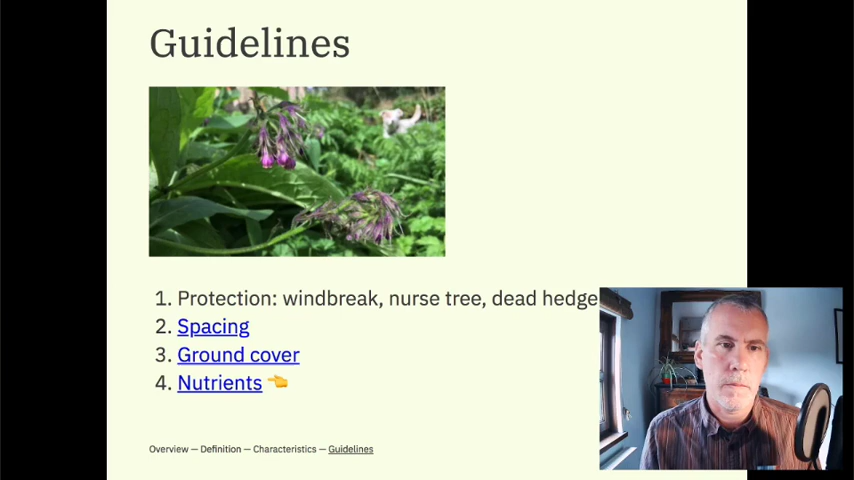 Guidelines
1. Protection: windbreak, nurse tree, dead hedge
2. Spacing
3. Ground cover
4. Nutrients 👈
Overview — Definition — Characteristics — Guidelines